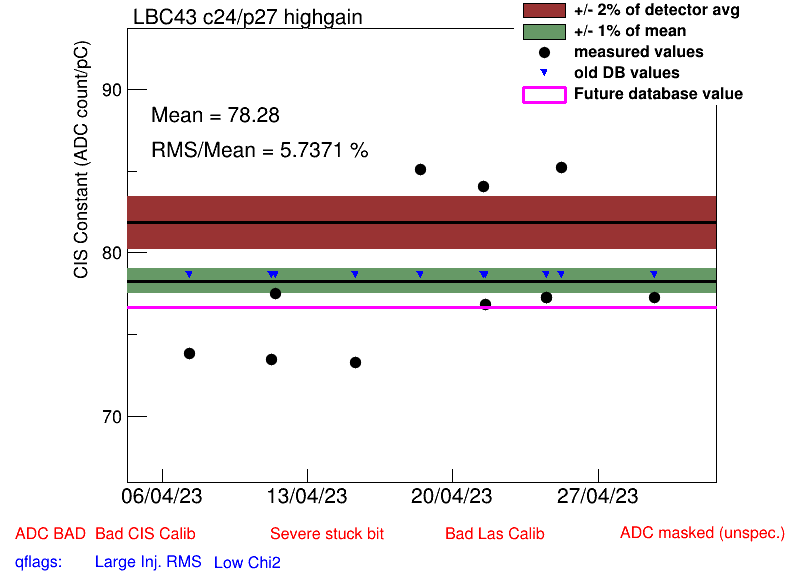 LBC43 c24/p27 highgain
+/- 2% of detector avg
+/- 1% of mean
measured values
old DB values
Future database value
Mean = 78.28
RMS/Mean = 5.7371 %
CIS Constant (ADC count/pC)
90
80
70
06/04/23 13/04/23 20/04/23 27/04/23
ADC BAD Bad CIS Calib Severe stuck bit Bad Las Calib ADC masked (unspec.)
qflags: Large Inj. RMS Low Chi2